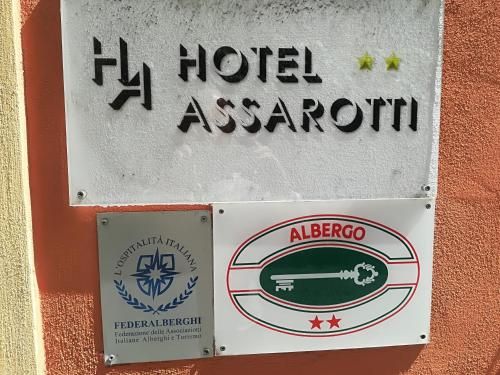 HA HOTEL
ASSAROTTI
L'OSPITALITÀ ITALIANA
FEDERALBERGHI
Federazione delle Associazioni
Italiane Alberghi e Turismo
ALBERGO